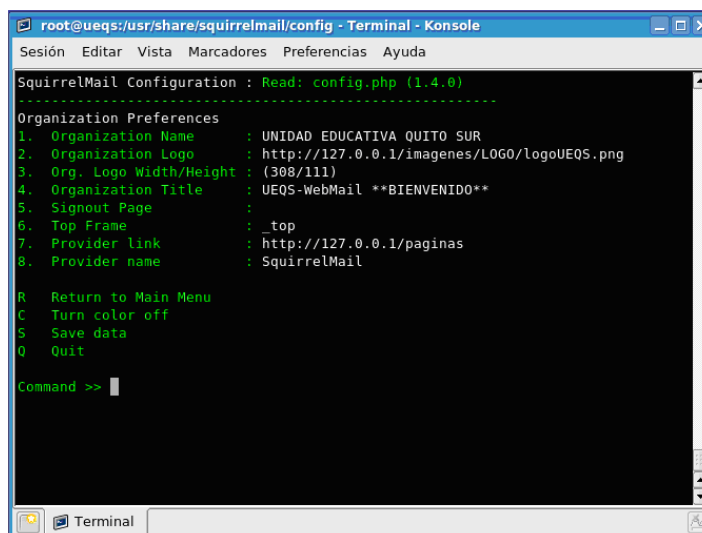 root@ueqs:/usr/share/squirrelmail/config - Terminal - Konsole
Sesión Editar Vista Marcadores Preferencias Ayuda
SquirrelMail Configuration : Read: config.php (1.4.0)
---------------------------------------------------------
Organization Preferences
1. Organization Name : UNIDAD EDUCATIVA QUITO SUR
2. Organization Logo : http://127.0.0.1/imagenes/LOGO/logoUEQS.png
3. Org. Logo Width/Height : (308/111)
4. Organization Title : UEQS-WebMail **BIENVENIDO**
5. Signout Page :
6. Top Frame : _top
7. Provider link : http://127.0.0.1/paginas
8. Provider name : SquirrelMail
R Return to Main Menu
C Turn color off
S Save data
Q Quit
Command >>
Terminal